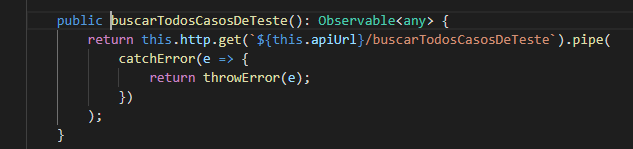 public buscarTodosCasosDeTeste(): Observable<any> {
return this.http.get(`${this.apiUrl}/buscarTodosCasosDeTeste`).pipe(
catchError(e => {
return throwError(e);
})
);
}